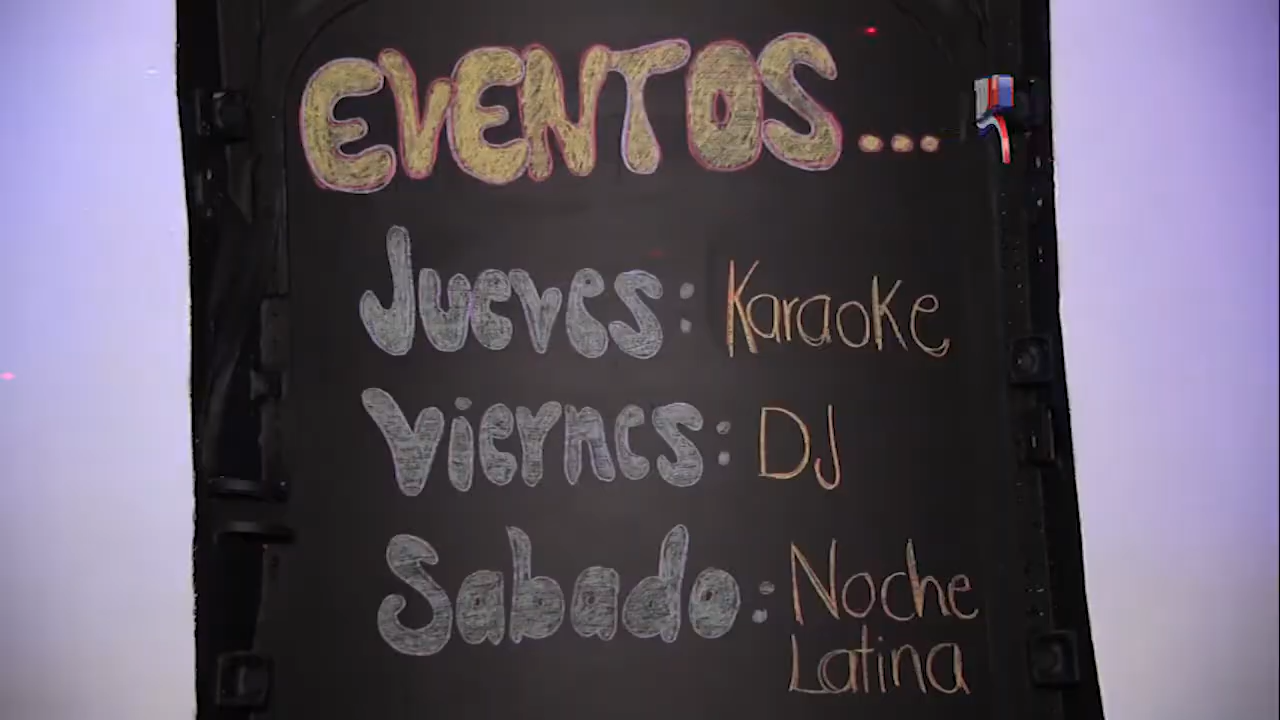 EVENTOS...
Jueves: Karaoke
Viernes: DJ
Sabado: Noche
Latina